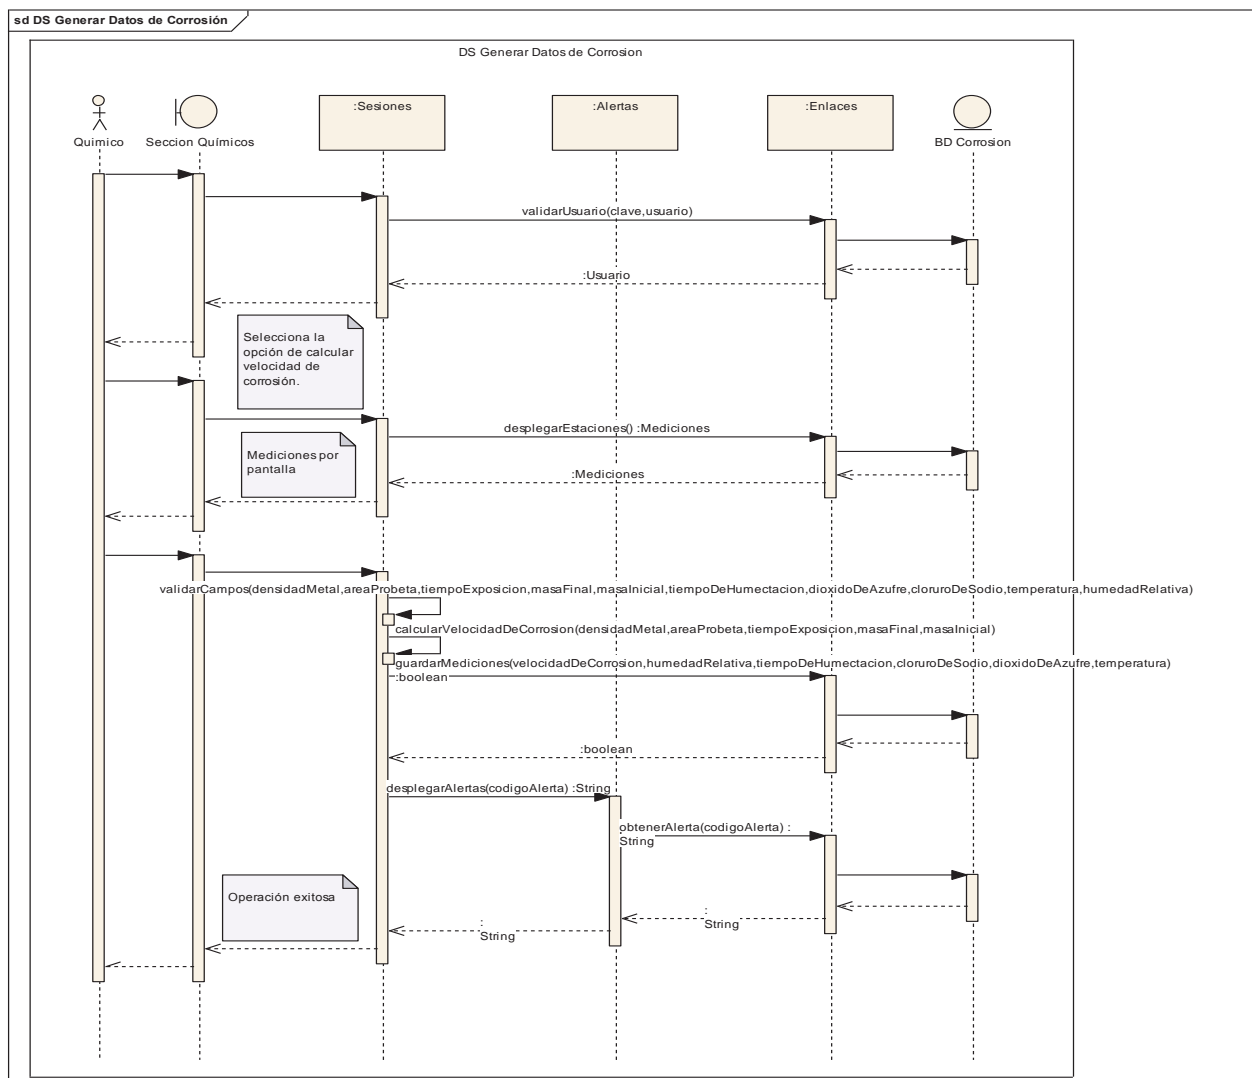 sd DS Generar Datos de Corrosión
DS Generar Datos de Corrosion
:Sesiones
:Alertas
:Enlaces
Quimico
Seccion Químicos
BD Corrosion
validarUsuario(clave,usuario)
:Usuario
Selecciona la
opción de calcular
velocidad de
corrosión.
desplegarEstaciones() :Mediciones
Mediciones por
pantalla
:Mediciones
validarCampos(densidadMetal,areaProbeta,tiempoExposicion,masaFinal,masaInicial,tiempoDeHumectacion,dioxidoDeAzufre,cloruroDeSodio,temperatura,humedadRelativa)
calcularVelocidadDeCorrosion(densidadMetal,areaProbeta,tiempoExposicion,masaFinal,masaInicial)
guardarMediciones(velocidadDeCorrosion,humedadRelativa,tiempoDeHumectacion,cloruroDeSodio,dioxidoDeAzufre,temperatura)
:boolean
:boolean
desplegarAlertas(codigoAlerta) :String
obtenerAlerta(codigoAlerta) :
String
Operación exitosa
:
String
:
String